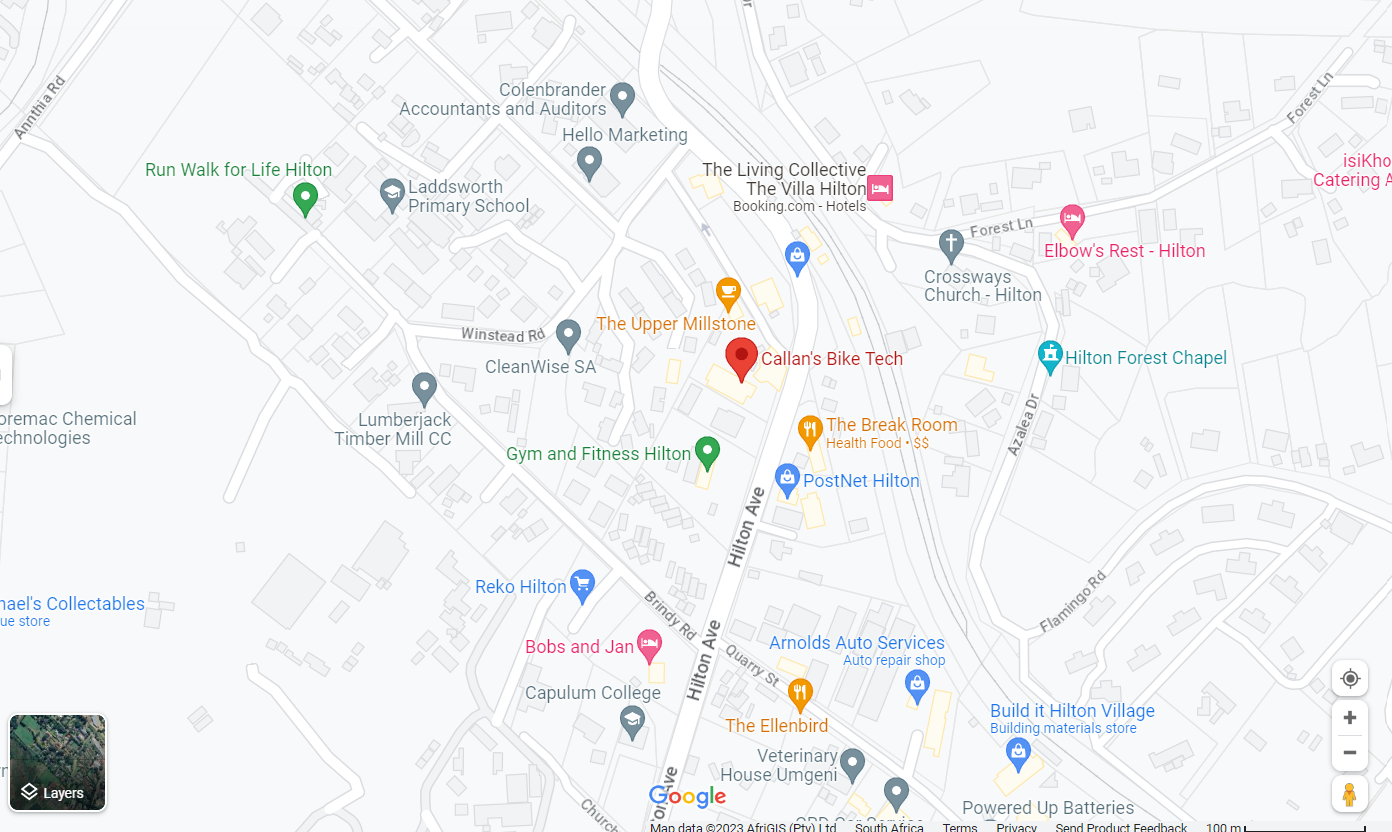 Annthia Rd
Colenbrander
Accountants and Auditors
Hello Marketing
Forest Ln
Run Walk for Life Hilton
Laddsworth
Primary School
The Living Collective
The Villa Hilton
Booking.com - Hotels
isiKho
Catering A
Forest Ln
Elbow's Rest - Hilton
Crossways
Church - Hilton
The Upper Millstone
Winstead Rd
CleanWise SA
Callan's Bike Tech
Hilton Forest Chapel
oremac Chemical
echnologies
Lumberjack
Timber Mill CC
The Break Room
Health Food • $$
Azalea Dr
Gym and Fitness Hilton
PostNet Hilton
Hilton Ave
Reko Hilton
nael's Collectables
ue store
Brindy Rd
Flamingo Rd
Bobs and Jan
Hilton Ave
Quarry St
Arnolds Auto Services
Auto repair shop
Capulum College
The Ellenbird
Build it Hilton Village
Building materials store
Veterinary
House Umgeni
Layers
Google
Church
Powered Up Batteries
Map data ©2023 AfriGIS (Pty) Ltd South Africa Terms Privacy Send Product Feedback 100 m